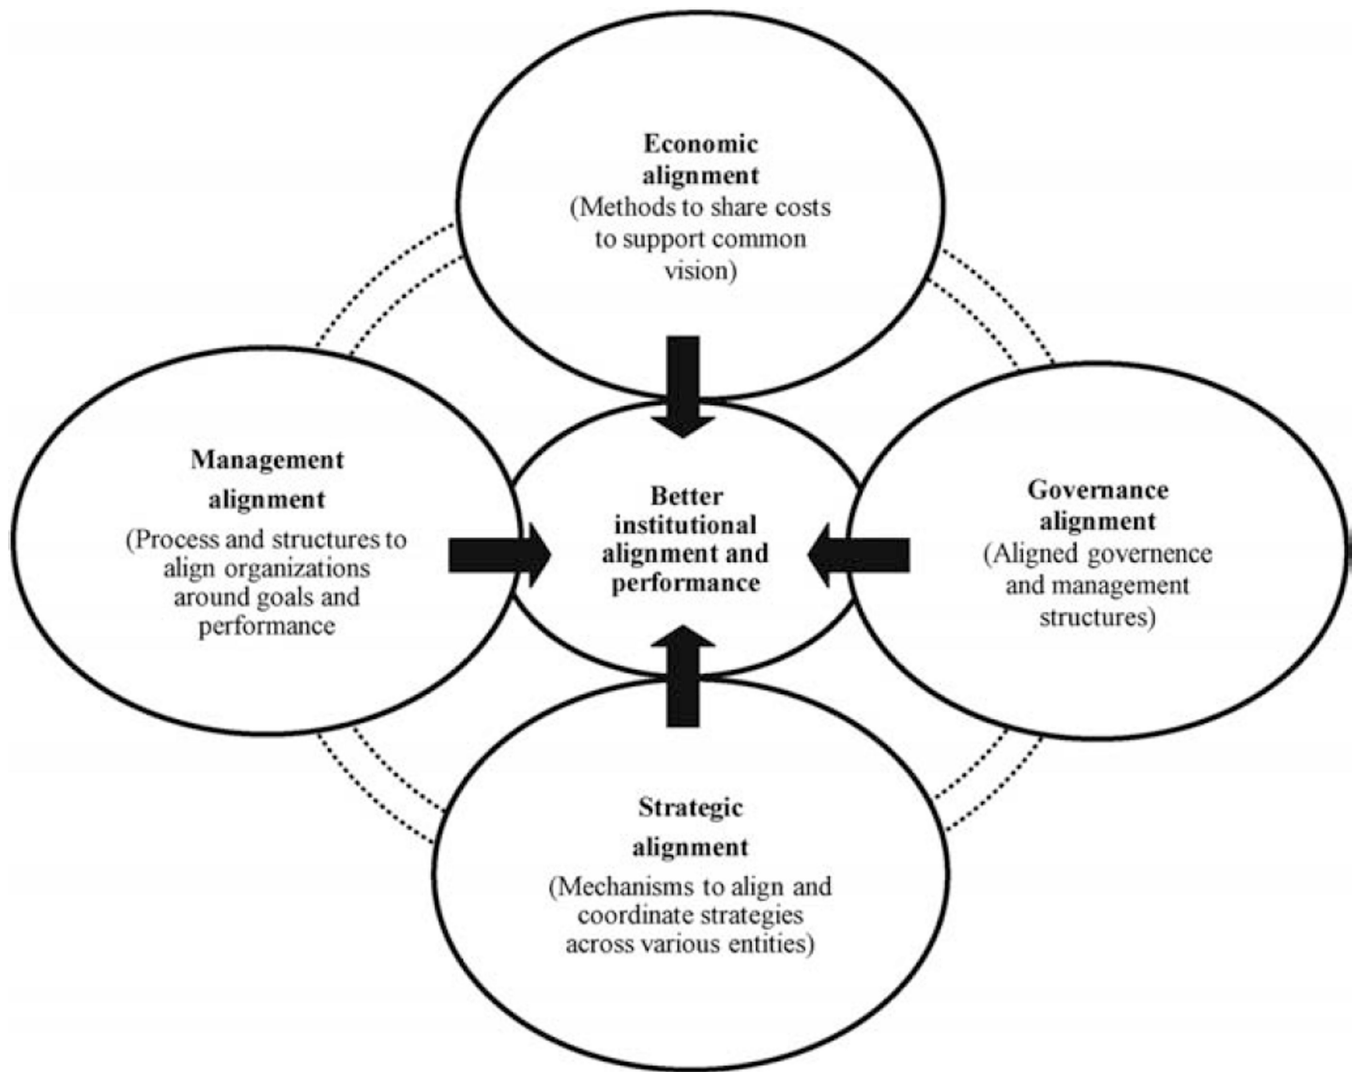 Economic
alignment
(Methods to share costs
to support common
vision)
Management
alignment
(Process and structures to
align organizations
around goals and
performance
Better
institutional
alignment and
performance
Governance
alignment
(Aligned governence
and management
structures)
Strategic
alignment
(Mechanisms to align and
coordinate strategies
across various entities)